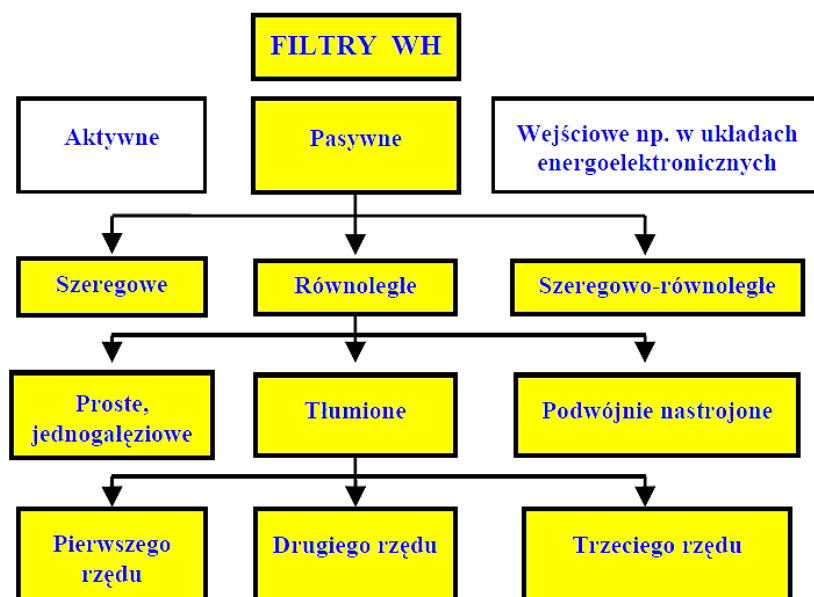 FILTRY WH
Aktywne
Pasywne
Wejściowe np. w układach
energoelektronicznych
Szeregowe
Równoległe
Szeregowo-równoległe
Proste,
jednogałęziowe
Tłumione
Podwójnie nastrojone
Pierwszego
rzędu
Drugiego rzędu
Trzeciego rzędu